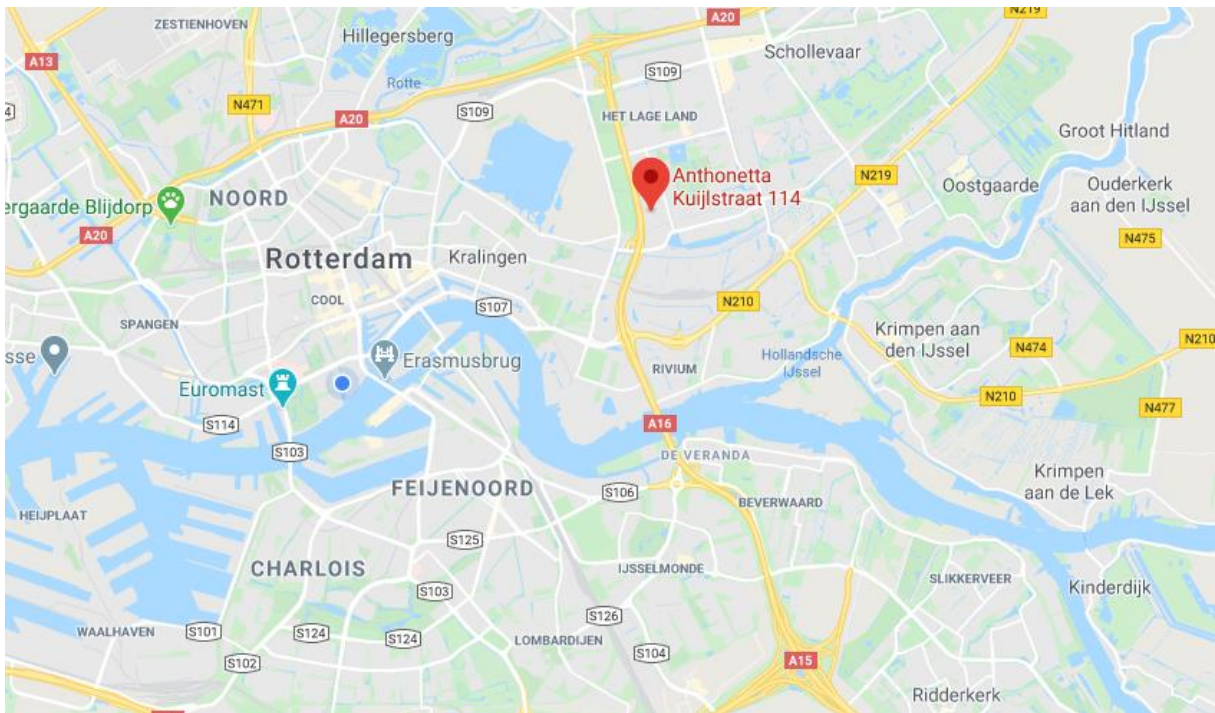 N219
A20
ZESTIENHOVEN
Hillegersberg
Schollevaar
A13
Rotte
S109
N471
A20
S109
HET LAGE LAND
4
Groot Hitland
Anthonetta
Kuijlstraat 114
N219
Oostgaarde
Ouderkerk
aan den IJssel
NOORD
ergaarde Blijdorp
A20
N475
Rotterdam
Kralingen
COOL
S107
N210
SPANGEN
Krimpen aan
den IJssel
N474
N210
sse
Erasmusbrug
RIVIUM
Hollandsche
IJssel
Euromast
N210
N477
S114
A16
S103
DE VERANDA
Krimpen
aan de Lek
FEIJENOORD
S106
BEVERWAARD
HEIJPLAAT
S125
CHARLOIS
IJSSELMONDE
SLIKKERVEER
Kinderdijk
S103
S126
WAALHAVEN
S101
S124
S124
LOMBARDIJEN
S104
S102
A15
Ridderkerk